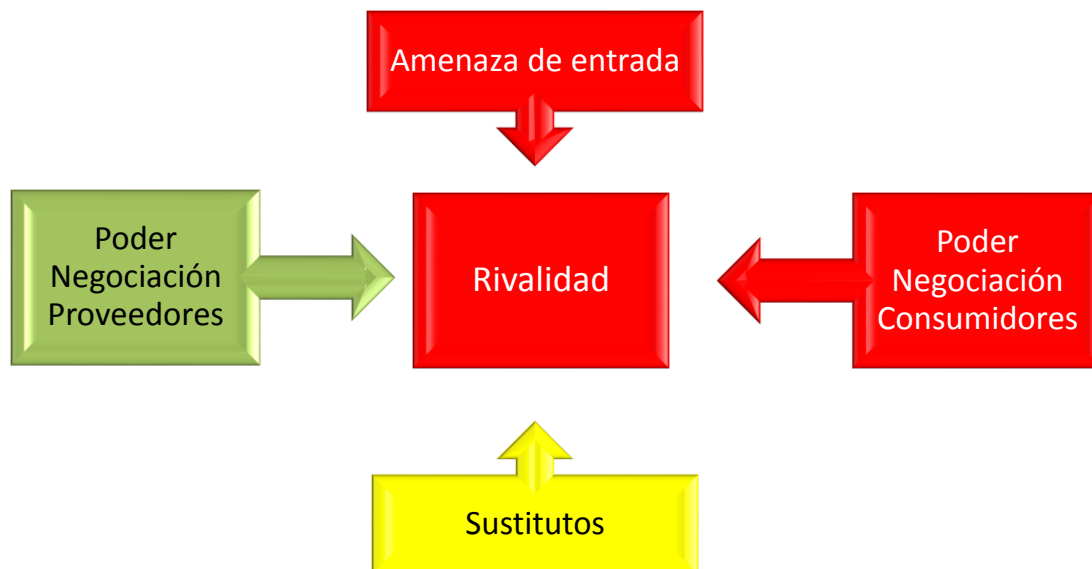 Amenaza de entrada
Poder
Negociación
Proveedores
Rivalidad
Poder
Negociación
Consumidores
Sustitutos